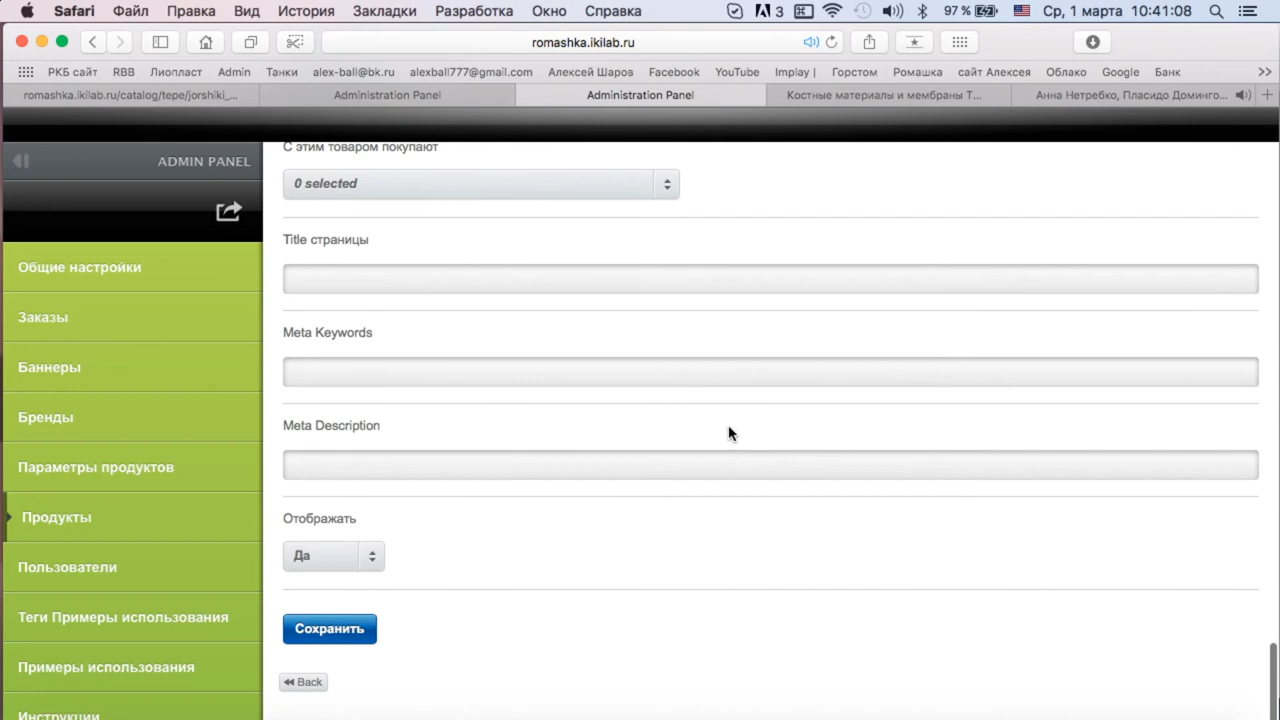 Safari Файл Правка Вид История Закладки Разработка Окно Справка 3 97 % Ср, 1 марта 10:41:08
romashka.ikilab.ru
РКБ сайт RBB Лиопласт Admin Танки alex-ball@bk.ru alexball777@gmail.com Алексей Шаров Facebook YouTube Implay | Горстом Ромашка сайт Алексея Облако Google Банк >>
romashka.ikilab.ru/catalog/tepe/jorshiki_... Administration Panel Administration Panel Костные материалы и мембраны Т... Анна Нетребко, Пласидо Доминго... +
ADMIN PANEL
Общие настройки
Заказы
Баннеры
Бренды
Параметры продуктов
Продукты
Пользователи
Теги Примеры использования
Примеры использования
Инструкции
С этим товаром покупают
0 selected
Title страницы
Meta Keywords
Meta Description
Отображать
Да
Сохранить
Back